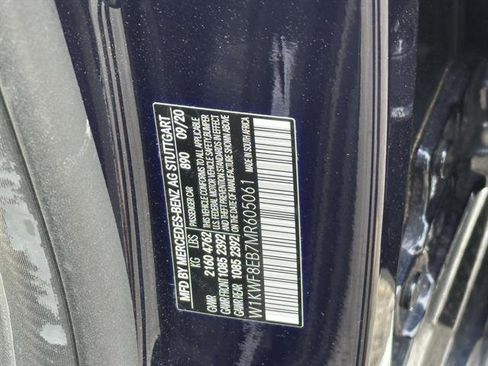 MFD BY MERCEDES-BENZ AG STUTTGART
PASSENGER CAR 890 09/20
KG LBS
GVWR 2160 4762
GAWR FRONT 1085 2392
GAWR REAR 1085 2392
THIS VEHICLE CONFORMS TO ALL APPLICABLE
U.S. FEDERAL MOTOR VEHICLE SAFETY, BUMPER
AND THEFT PREVENTION STANDARDS IN EFFECT
ON THE DATE OF MANUFACTURE SHOWN ABOVE
W1KWF8EB7MR605061
MADE IN SOUTH AFRICA